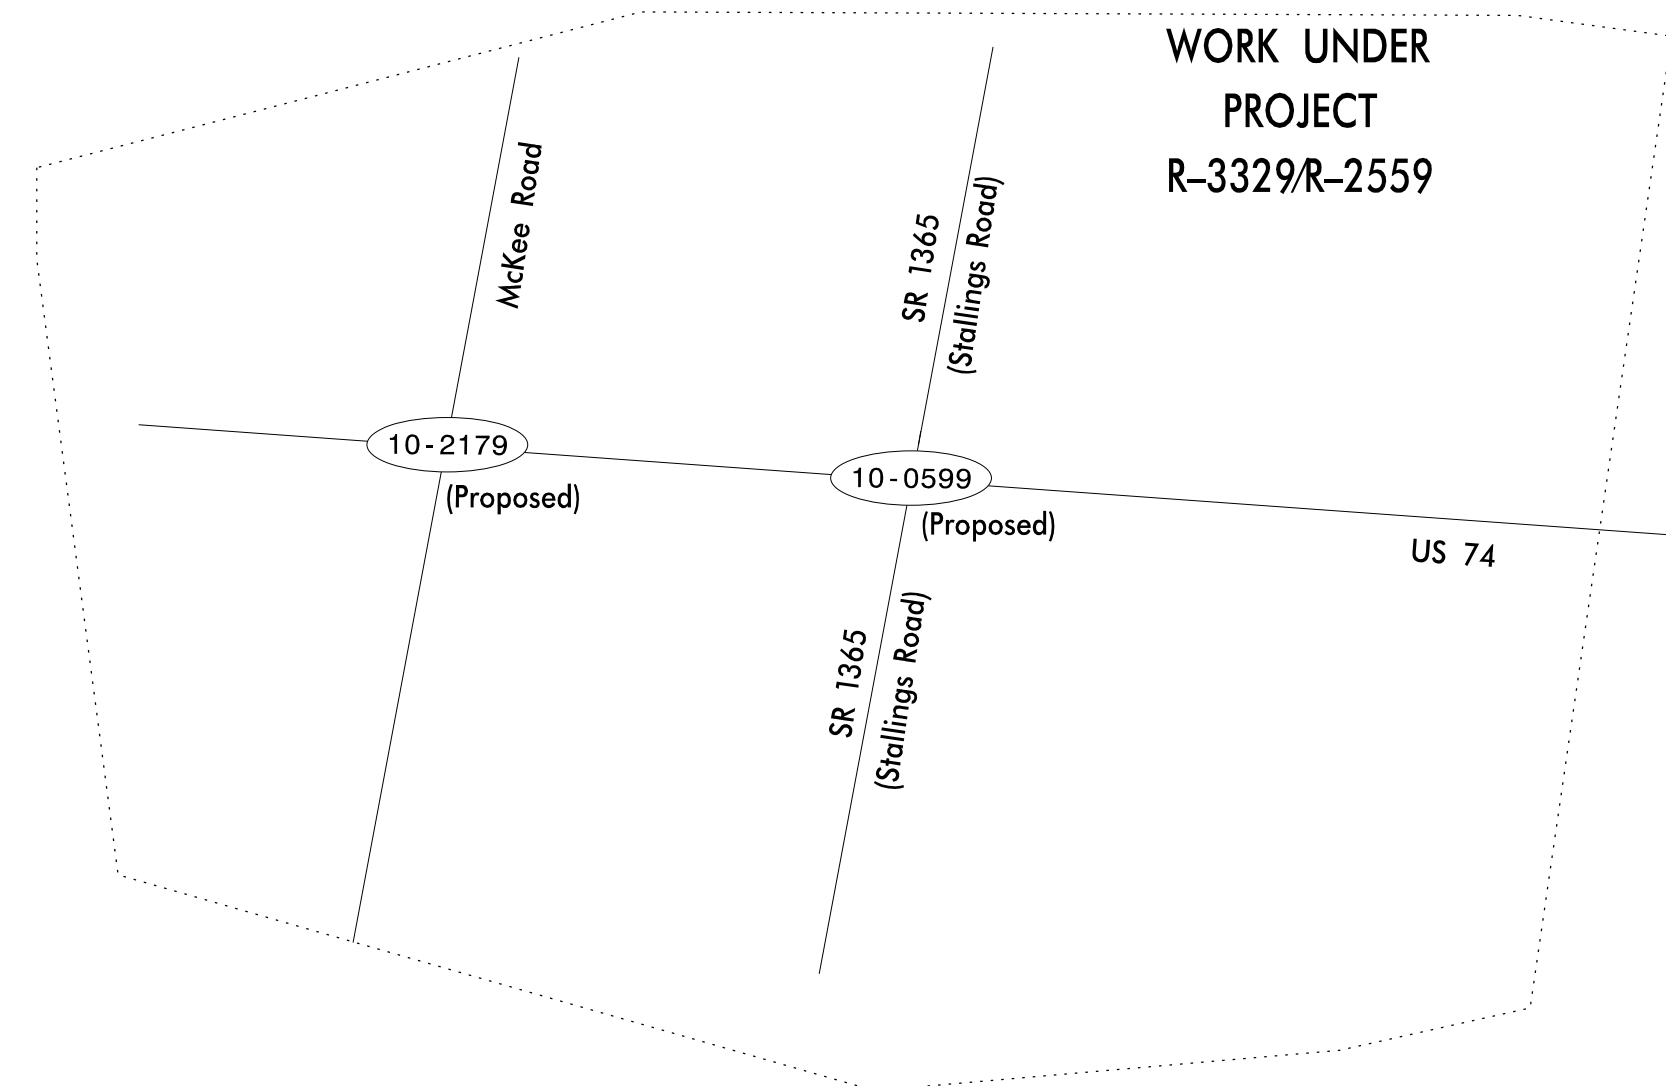 WORK UNDER
PROJECT
R–3329/R–2559
McKee Road
SR 1365
(Stallings Road)
10-2179
(Proposed)
10-0599
(Proposed)
US 74
SR 1365
(Stallings Road)